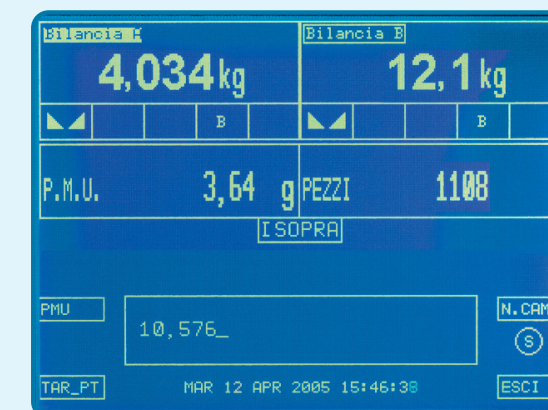 Bilancia A Bilancia B
4,034 kg 12,1 kg
B B
P.M.U. 3,64 g PEZZI 1108
ISOPRA
PMU N.CAM
10,576_ S
TAR_PT MAR 12 APR 2005 15:46:38 ESCI